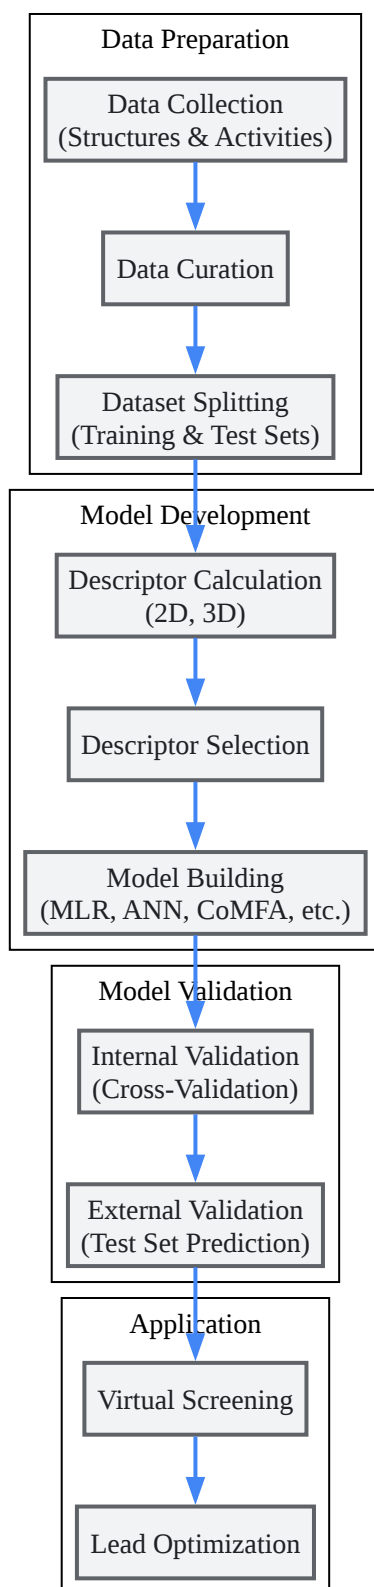 Data Preparation
Data Collection
(Structures & Activities)
Data Curation
Dataset Splitting
(Training & Test Sets)
Model Development
Descriptor Calculation
(2D, 3D)
Descriptor Selection
Model Building
(MLR, ANN, CoMFA, etc.)
Model Validation
Internal Validation
(Cross-Validation)
External Validation
(Test Set Prediction)
Application
Virtual Screening
Lead Optimization